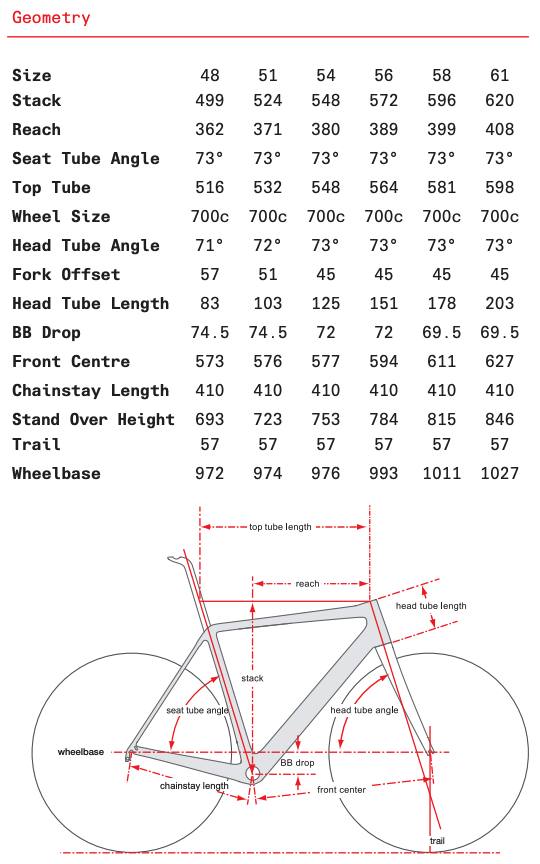 Geometry
Size 48 51 54 56 58 61
Stack 499 524 548 572 596 620
Reach 362 371 380 389 399 408
Seat Tube Angle 73° 73° 73° 73° 73° 73°
Top Tube 516 532 548 564 581 598
Wheel Size 700c 700c 700c 700c 700c 700c
Head Tube Angle 71° 72° 73° 73° 73° 73°
Fork Offset 57 51 45 45 45 45
Head Tube Length 83 103 125 151 178 203
BB Drop 74.5 74.5 72 72 69.5 69.5
Front Centre 573 576 577 594 611 627
Chainstay Length 410 410 410 410 410 410
Stand Over Height 693 723 753 784 815 846
Trail 57 57 57 57 57 57
Wheelbase 972 974 976 993 1011 1027
top tube length
reach
head tube length
stack
seat tube angle
head tube angle
wheelbase
BB drop
chainstay length
front center
trail